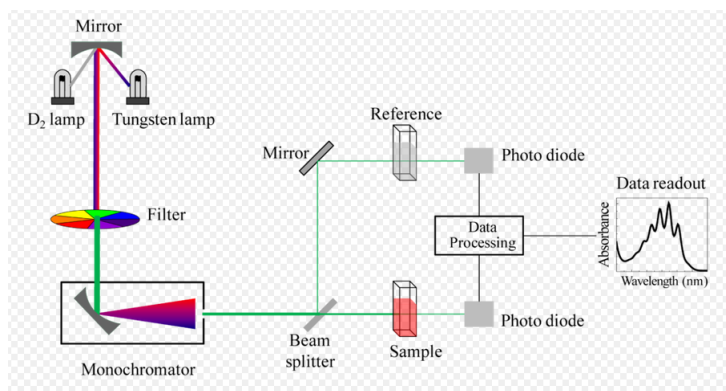 Mirror
D₂ lamp
Tungsten lamp
Filter
Monochromator
Mirror
Beam
splitter
Reference
Sample
Photo diode
Data
Processing
Photo diode
Data readout
Absorbance
Wavelength (nm)